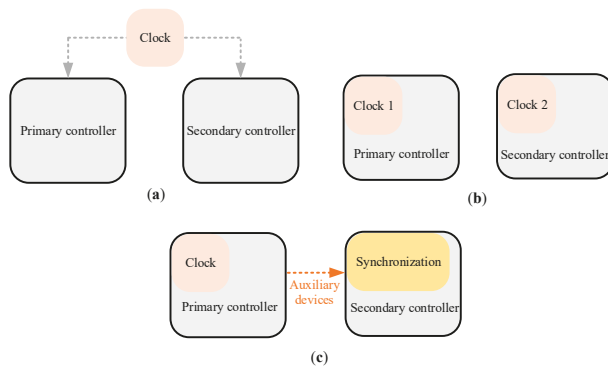 Clock
Primary controller
Secondary controller
(a)
Clock 1
Primary controller
Clock 2
Secondary controller
(b)
Clock
Primary controller
Auxiliary
devices
Synchronization
Secondary controller
(c)